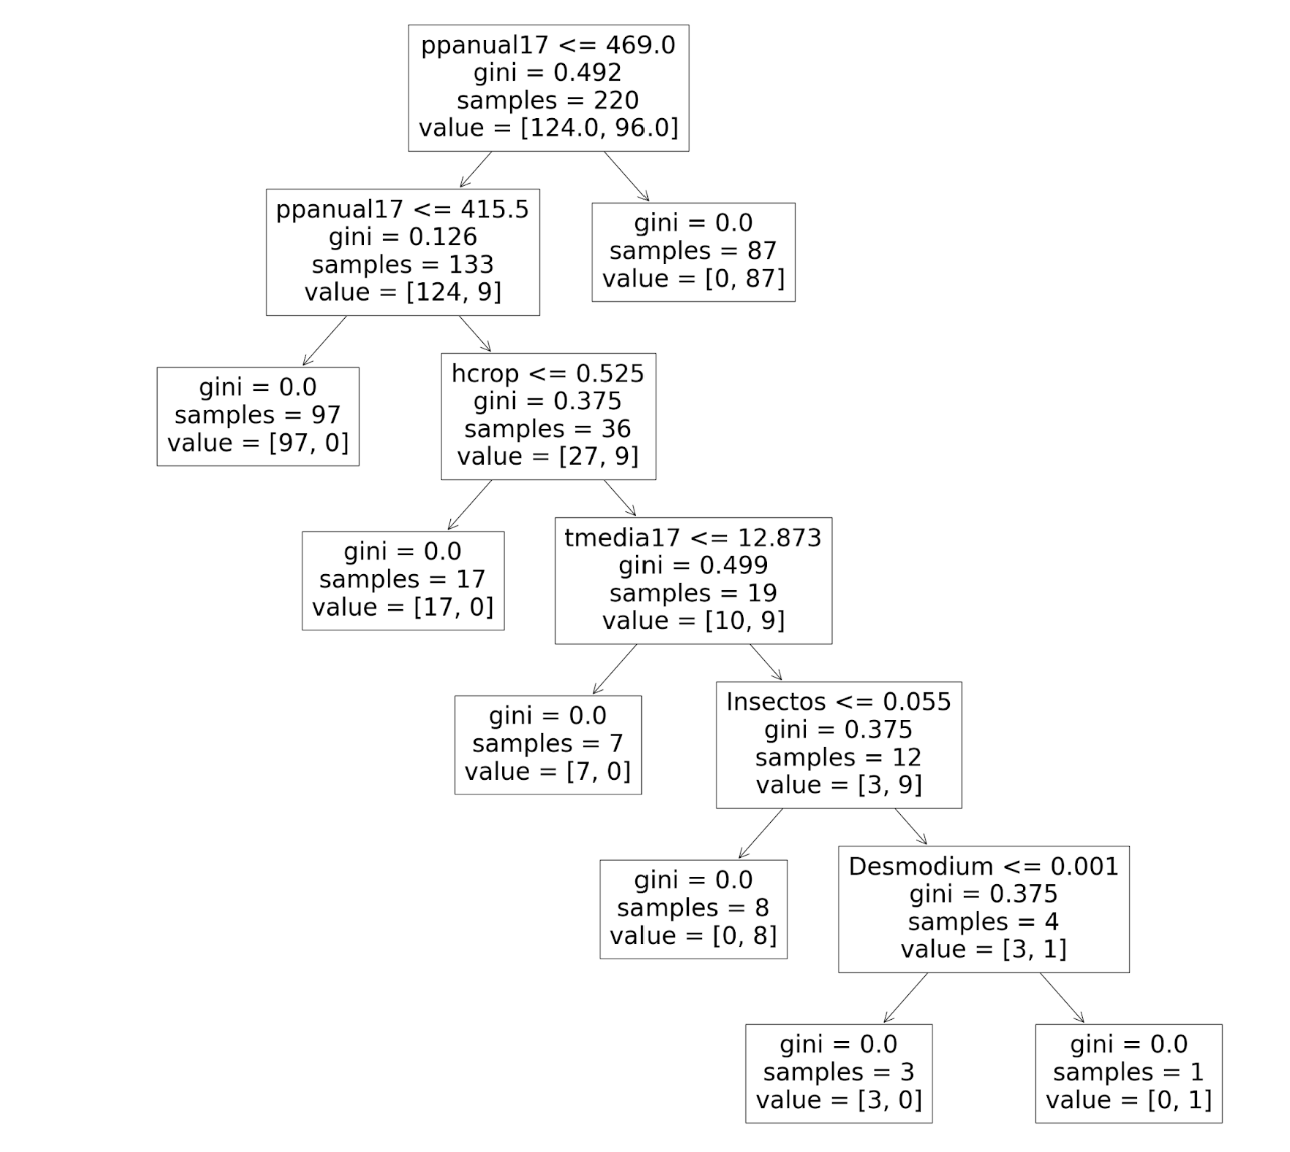 ppanual17 <= 469.0
gini = 0.492
samples = 220
value = [124.0, 96.0]
ppanual17 <= 415.5
gini = 0.126
samples = 133
value = [124, 9]
gini = 0.0
samples = 87
value = [0, 87]
gini = 0.0
samples = 97
value = [97, 0]
hcrop <= 0.525
gini = 0.375
samples = 36
value = [27, 9]
gini = 0.0
samples = 17
value = [17, 0]
tmedia17 <= 12.873
gini = 0.499
samples = 19
value = [10, 9]
gini = 0.0
samples = 7
value = [7, 0]
Insectos <= 0.055
gini = 0.375
samples = 12
value = [3, 9]
gini = 0.0
samples = 8
value = [0, 8]
Desmodium <= 0.001
gini = 0.375
samples = 4
value = [3, 1]
gini = 0.0
samples = 3
value = [3, 0]
gini = 0.0
samples = 1
value = [0, 1]